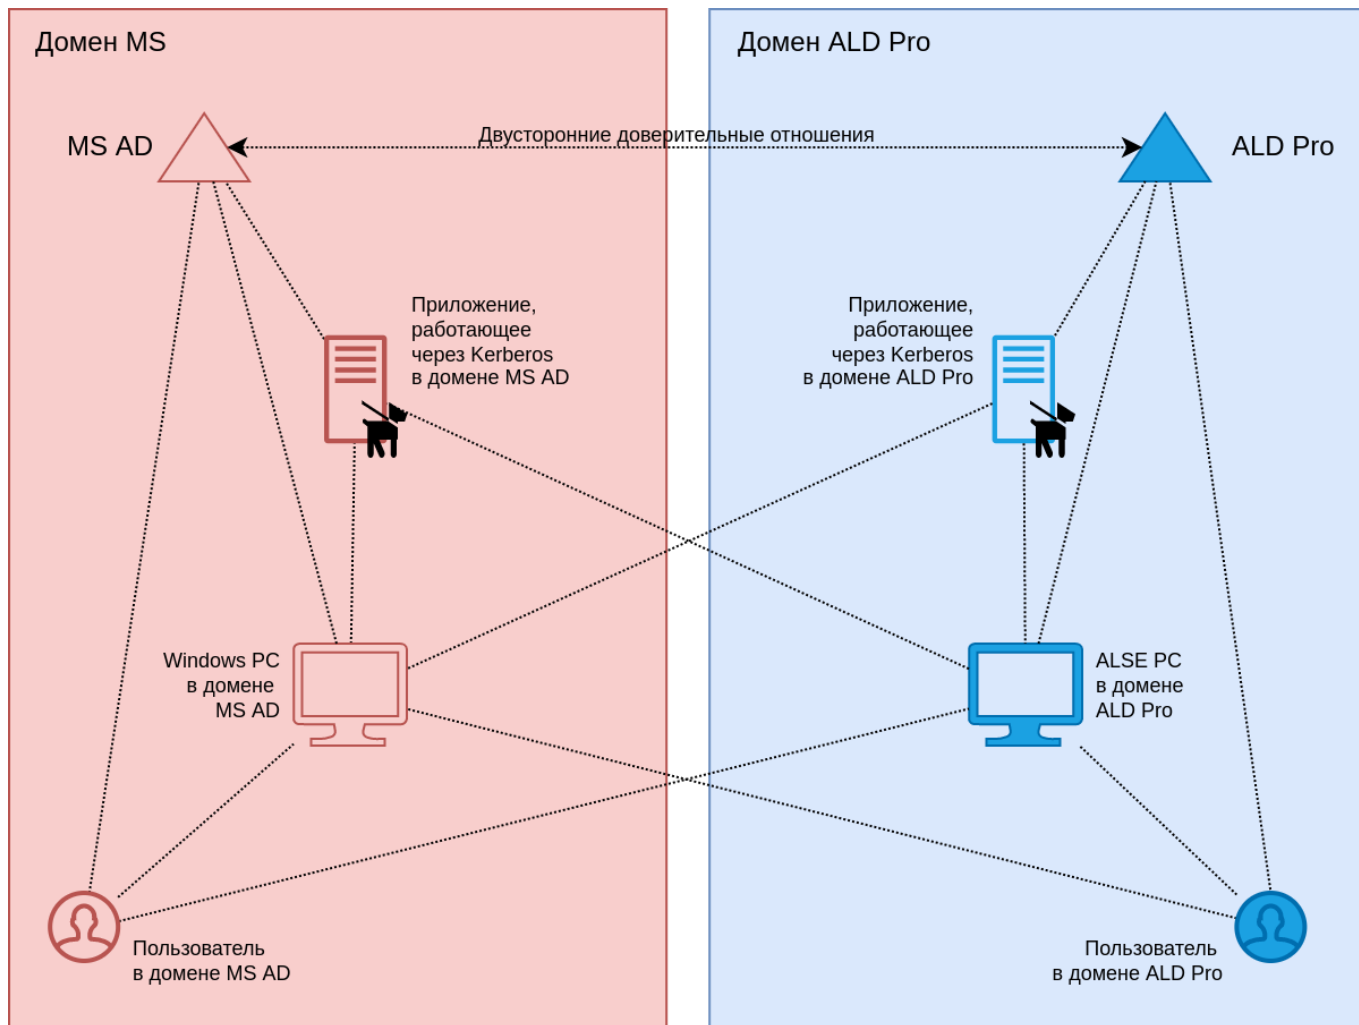 Домен MS
Домен ALD Pro
MS AD
Двусторонние доверительные отношения
ALD Pro
Приложение,
работающее
через Kerberos
в домене MS AD
Приложение,
работающее
через Kerberos
в домене ALD Pro
Windows PC
в домене
MS AD
ALSE PC
в домене
ALD Pro
Пользователь
в домене MS AD
Пользователь
в домене ALD Pro